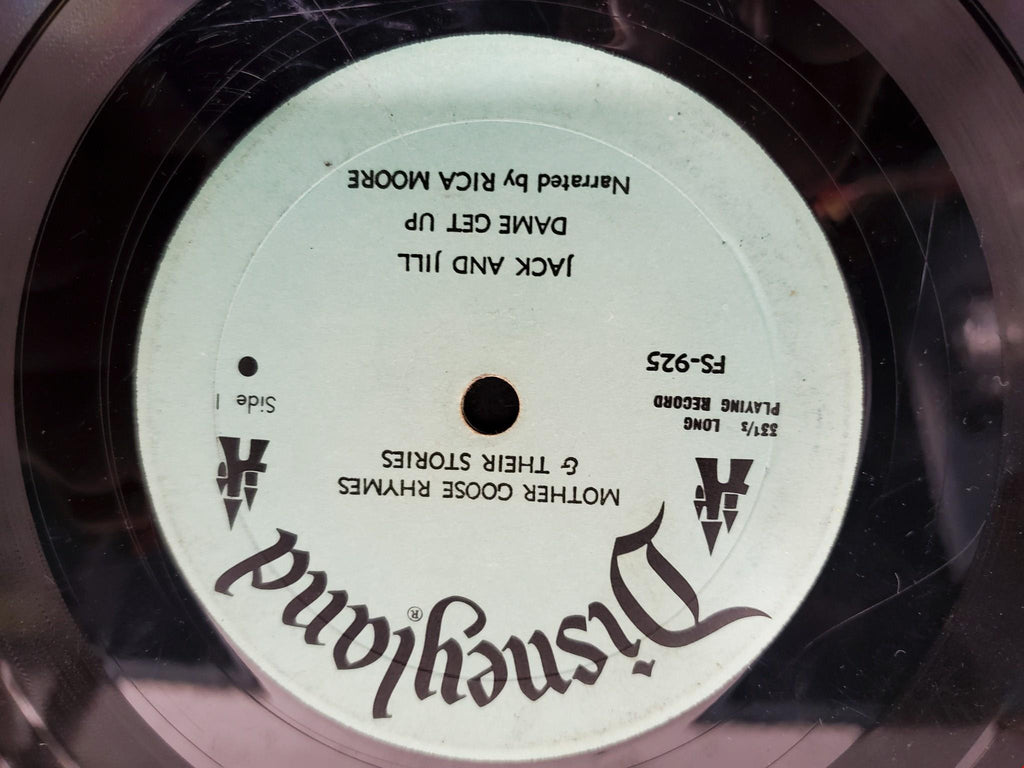 Disneyland®
MOTHER GOOSE RHYMES
& THEIR STORIES
33⅓ LONG
PLAYING RECORD
FS-925
Side 1
JACK AND JILL
DAME GET UP
Narrated by RICA MOORE